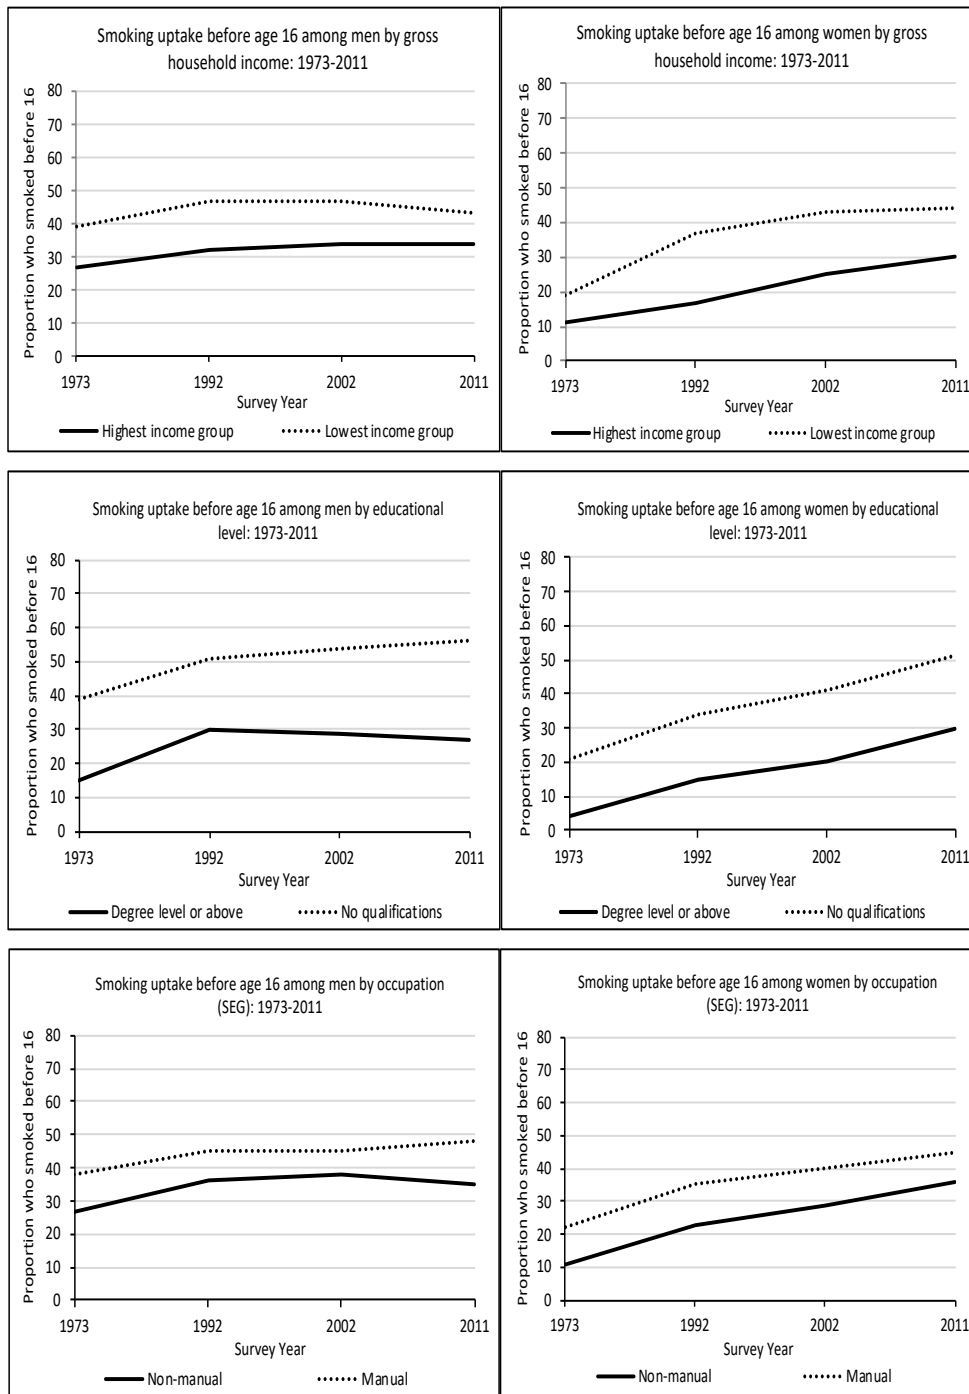 Smoking uptake before age 16 among men by gross
household income: 1973-2011
Proportion who smoked before 16
80
70
60
50
40
30
20
10
0
1973 1992 2002 2011
Survey Year
Highest income group Lowest income group
Smoking uptake before age 16 among women by gross
household income: 1973-2011
Proportion who smoked before 16
80
70
60
50
40
30
20
10
0
1973 1992 2002 2011
Survey Year
Highest income group Lowest income group
Smoking uptake before age 16 among men by educational
level: 1973-2011
Proportion who smoked before 16
80
70
60
50
40
30
20
10
0
1973 1992 2002 2011
Survey Year
Degree level or above No qualifications
Smoking uptake before age 16 among women by educational
level: 1973-2011
Proportion who smoked before 16
80
70
60
50
40
30
20
10
0
1973 1992 2002 2011
Survey Year
Degree level or above No qualifications
Smoking uptake before age 16 among men by occupation
(SEG): 1973-2011
Proportion who smoked before 16
80
70
60
50
40
30
20
10
0
1973 1992 2002 2011
Survey Year
Non-manual Manual
Smoking uptake before age 16 among women by occupation
(SEG): 1973-2011
Proportion who smoked before 16
80
70
60
50
40
30
20
10
0
1973 1992 2002 2011
Survey Year
Non-manual Manual